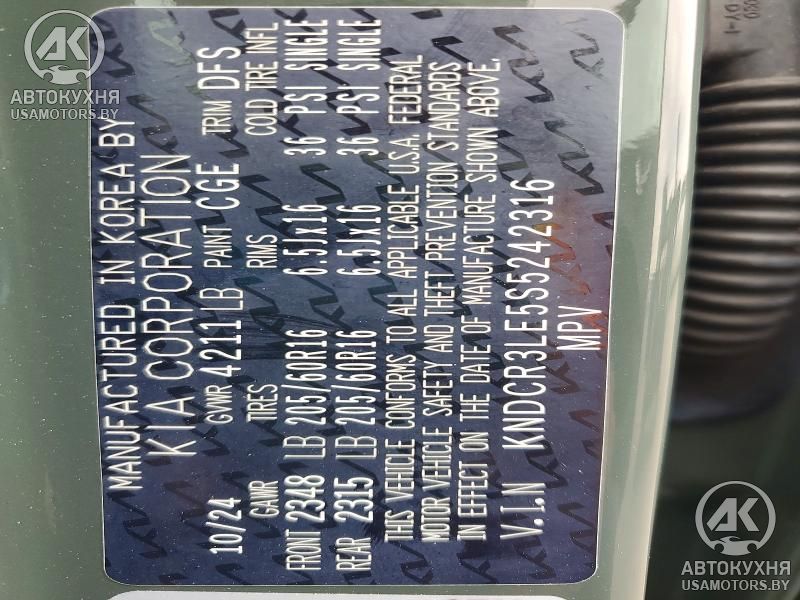 MANUFACTURED IN KOREA BY
KIA CORPORATION
10/24 GVWR 4211 LB PAINT CGE TRIM DFS
GAWR TIRES RIMS COLD TIRE INFL
FRONT 2348 LB 205/60R16 6.5Jx16 36 PSI SINGLE
REAR 2315 LB 205/60R16 6.5Jx16 36 PSI SINGLE
THIS VEHICLE CONFORMS TO ALL APPLICABLE U.S.A. FEDERAL
MOTOR VEHICLE SAFETY AND THEFT PREVENTION STANDARDS
IN EFFECT ON THE DATE OF MANUFACTURE SHOWN ABOVE.
V.I.N KNDCR3LE5S5242316
MPV
АК
АВТОКУХНЯ
USAMOTORS.BY
АК
АВТОКУХНЯ
USAMOTORS.BY